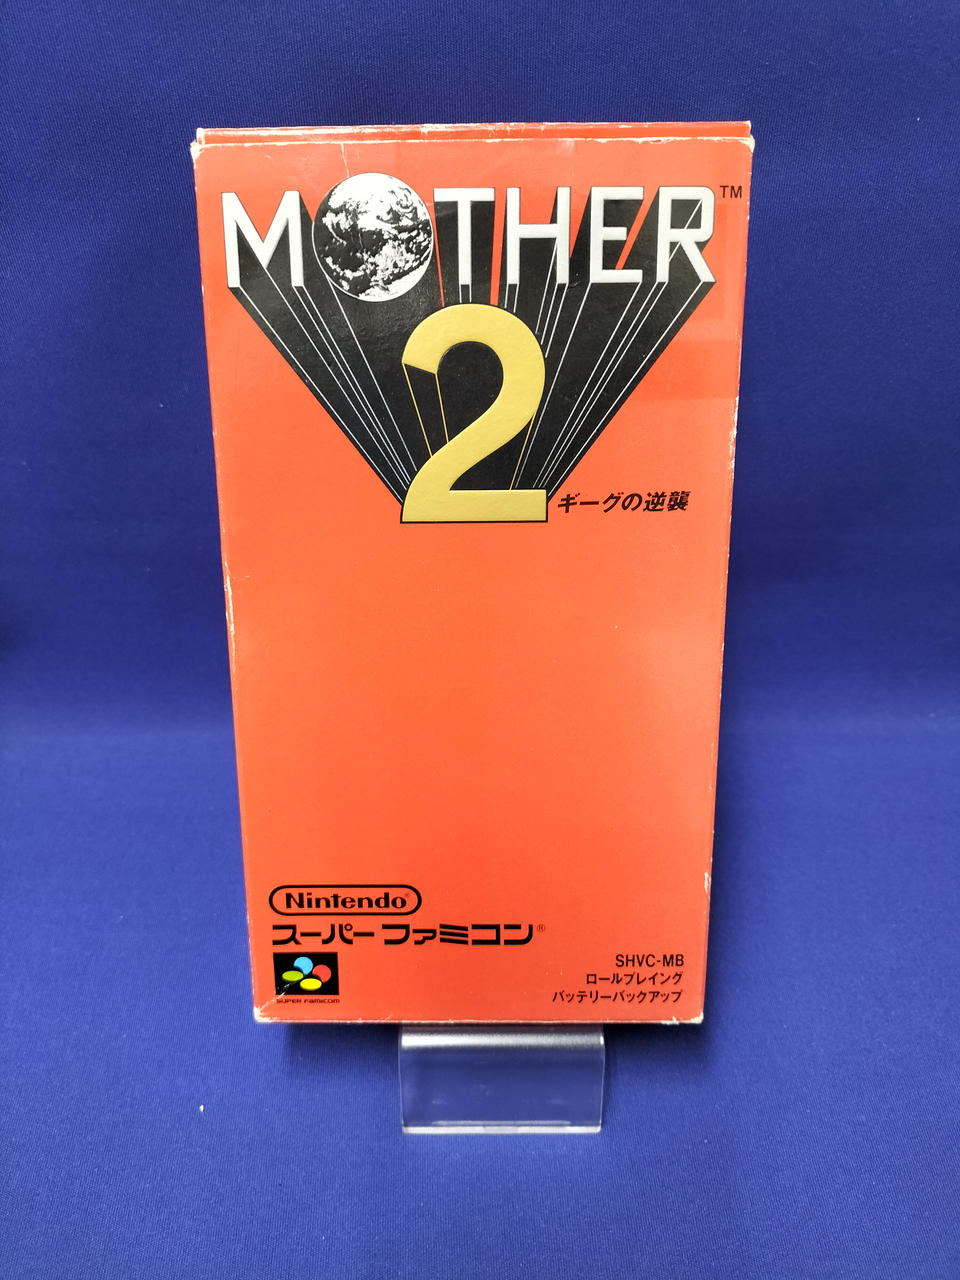 MOTHER™
2
ギーグの逆襲
Nintendo®
スーパーファミコン®
SUPER FAMICOM
SHVC-MB
ロールプレイング
バッテリーバックアップ